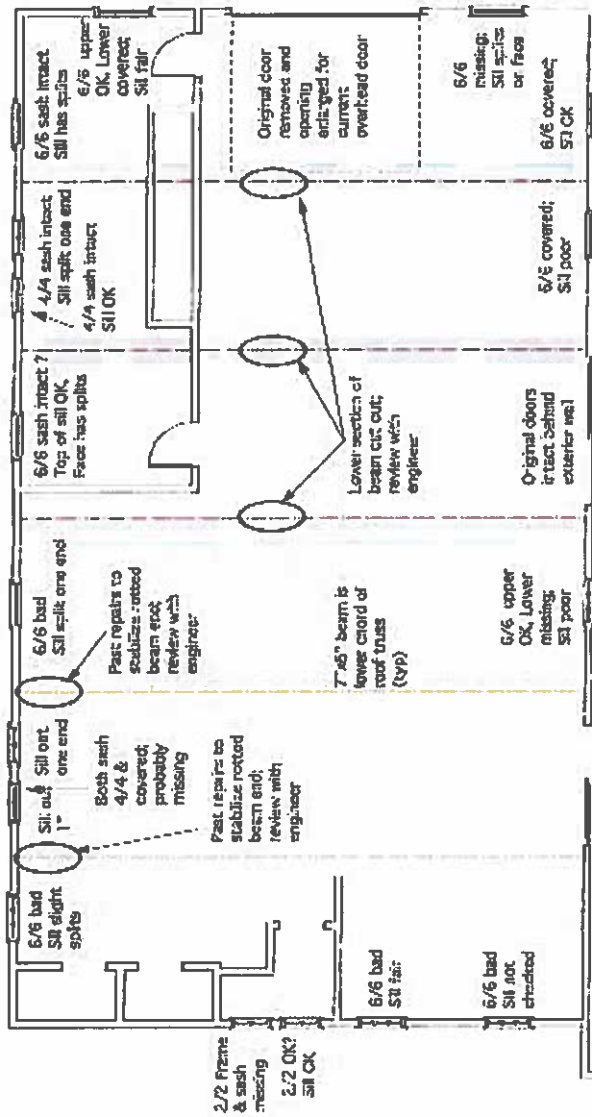 6/6 bad
Sill slight
splits
Sill out
1"
Sill out
one end
Both sash
4/4 &
covered;
probably
missing
Past repairs to
stabilize rotted
beam end;
review with
engineer
6/6 bad
Sill split one end
Past repairs to
stabilize rotted
beam end;
review with
engineer
6/6 sash intact ?
Top of sill OK,
Face has splits
4/4 sash intact
Sill split one end
4/4 sash intact
Sill OK
6/6 sash intact
Sill has splits
6/6 upper
OK, Lower
covered;
Sill fair
Original door
removed and
opening
enlarged for
current
overhead door
6/6
missing;
Sill splits
on face
6/6 covered;
Sill OK
6/6 covered;
Sill poor
Lower section of
beam cut out;
review with
engineer
Original doors
intact behind
exterior wall
7"x6" beam is
lower chord of
roof truss
(typ)
6/6 upper
OK, Lower
missing;
Sill poor
2/2 Frame
& sash
missing
2/2 OK?
Sill OK
6/6 bad
Sill fair
6/6 bad
Sill not
checked